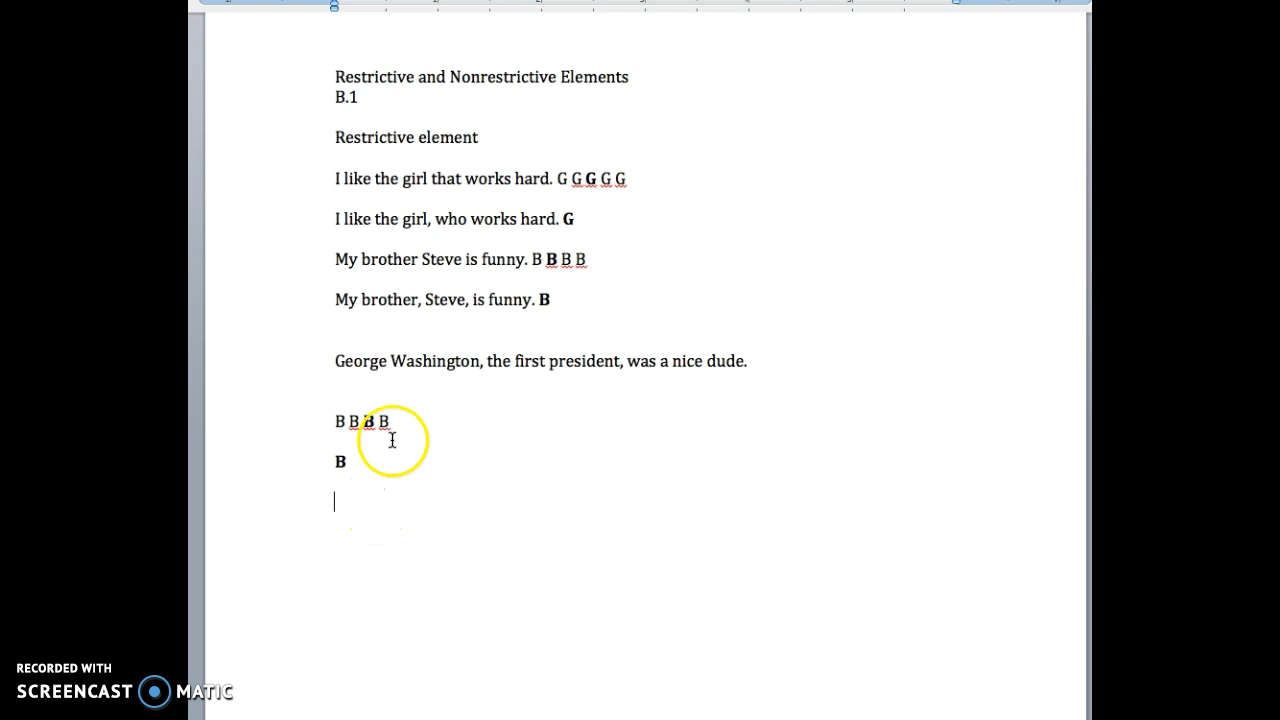 Restrictive and Nonrestrictive Elements
B.1
Restrictive element
I like the girl that works hard. G G G G G
I like the girl, who works hard. G
My brother Steve is funny. B B B B
My brother, Steve, is funny. B
George Washington, the first president, was a nice dude.
B B B B
B
RECORDED WITH
SCREENCAST MATIC